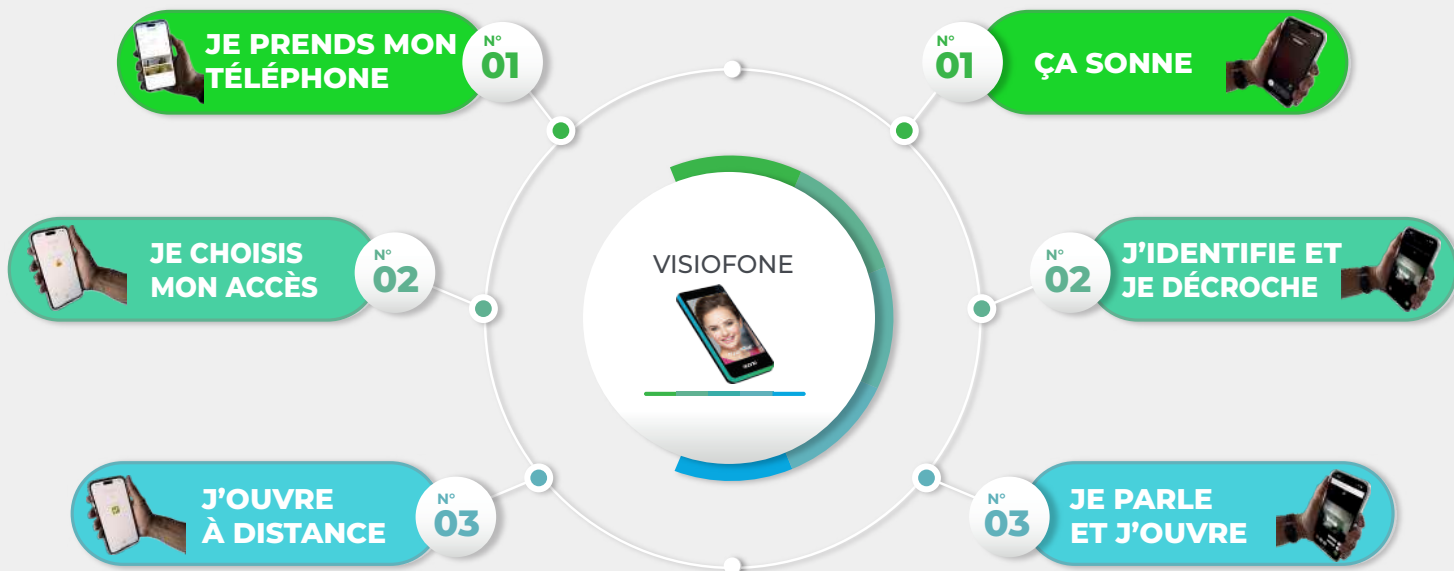 JE PRENDS MON
TÉLÉPHONE
N°
01
JE CHOISIS
MON ACCÈS
N°
02
J’OUVRE
À DISTANCE
N°
03
VISIOFONE
N°
01
ÇA SONNE
N°
02
J’IDENTIFIE ET
JE DÉCROCHE
N°
03
JE PARLE
ET J’OUVRE